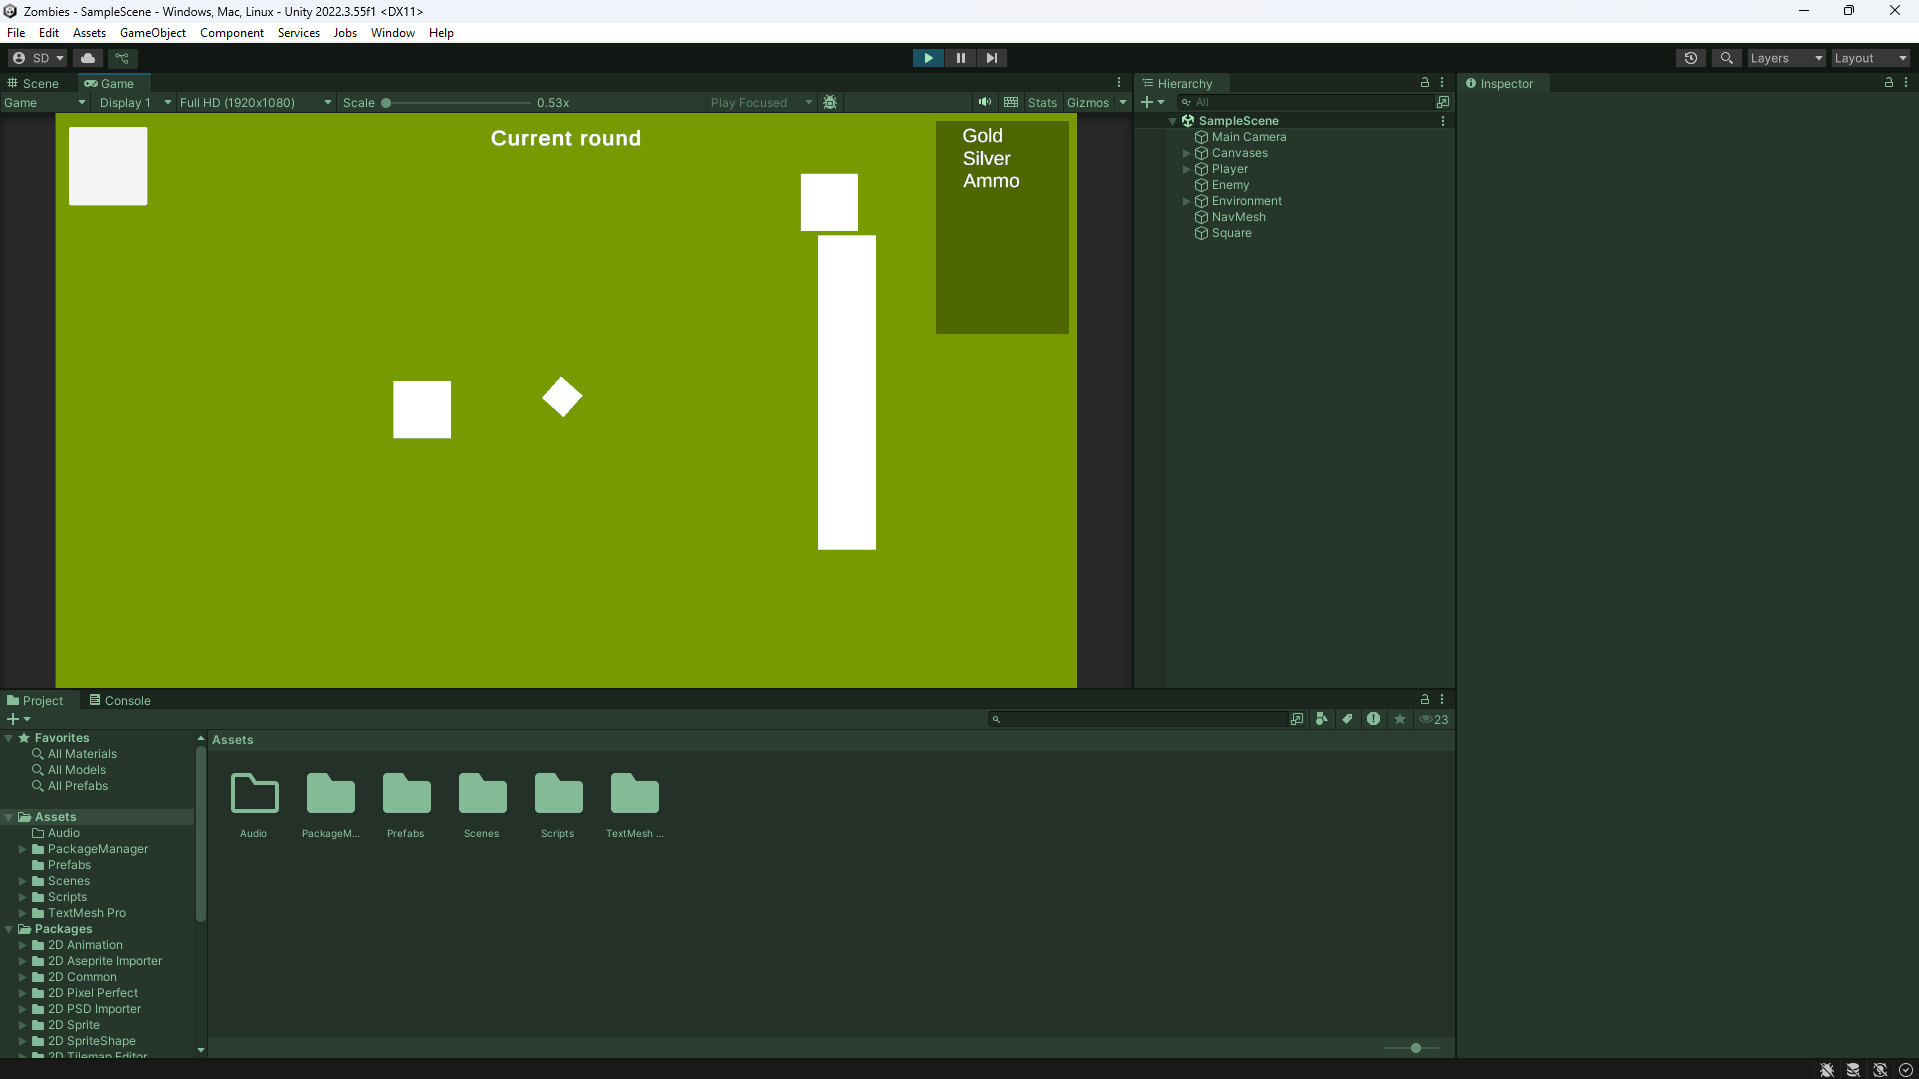 Zombies - SampleScene - Windows, Mac, Linux - Unity 2022.3.55f1 <DX11>
File Edit Assets GameObject Component Services Jobs Window Help
SD
Layers
Layout
Scene
Game
Game
Display 1
Full HD (1920x1080)
Scale
0.53x
Play Focused
Stats
Gizmos
Current round
Gold
Silver
Ammo
Hierarchy
All
SampleScene
Main Camera
Canvases
Player
Enemy
Environment
NavMesh
Square
Inspector
Project
Console
23
Favorites
All Materials
All Models
All Prefabs
Assets
Audio
PackageManager
Prefabs
Scenes
Scripts
TextMesh Pro
Packages
2D Animation
2D Aseprite Importer
2D Common
2D Pixel Perfect
2D PSD Importer
2D Sprite
2D SpriteShape
2D Tilemap Editor
Assets
Audio
PackageM...
Prefabs
Scenes
Scripts
TextMesh ...